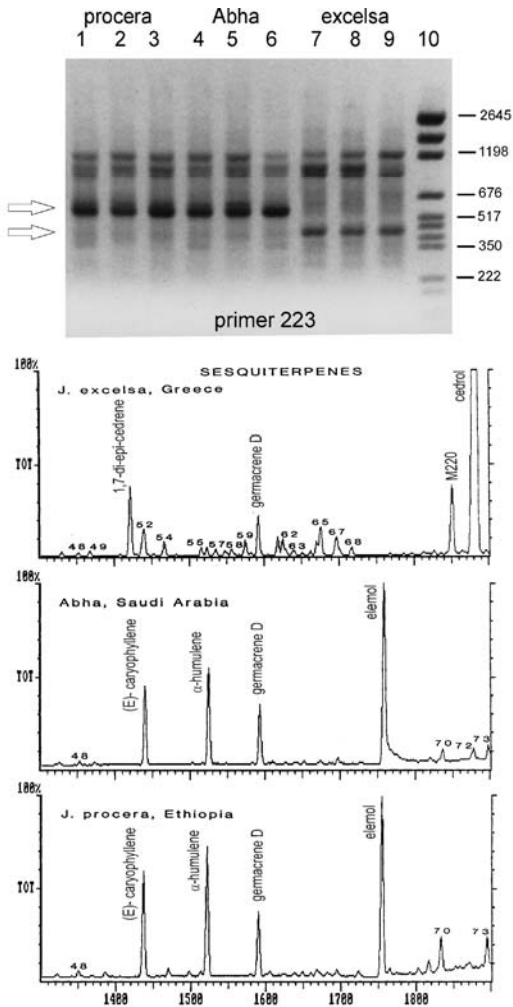 procera Abha excelsa
1 2 3 4 5 6 7 8 9 10
2645
1198
676
517
350
222
primer 223
100%
SESQUITERPENES
J. excelsa, Greece
TOT
1,7-di-epi-cedrene
germacrene D
M220
cedrol
48 49 52 54 55 57 58 59 62 63 65 67 68
100%
Abha, Saudi Arabia
TOT
(E)- caryophyllene
α-humulene
germacrene D
elemol
48 70 72 73
100%
J. procera, Ethiopia
TOT
(E)- caryophyllene
α-humulene
germacrene D
elemol
48 70 73
1400 1500 1600 1700 1800